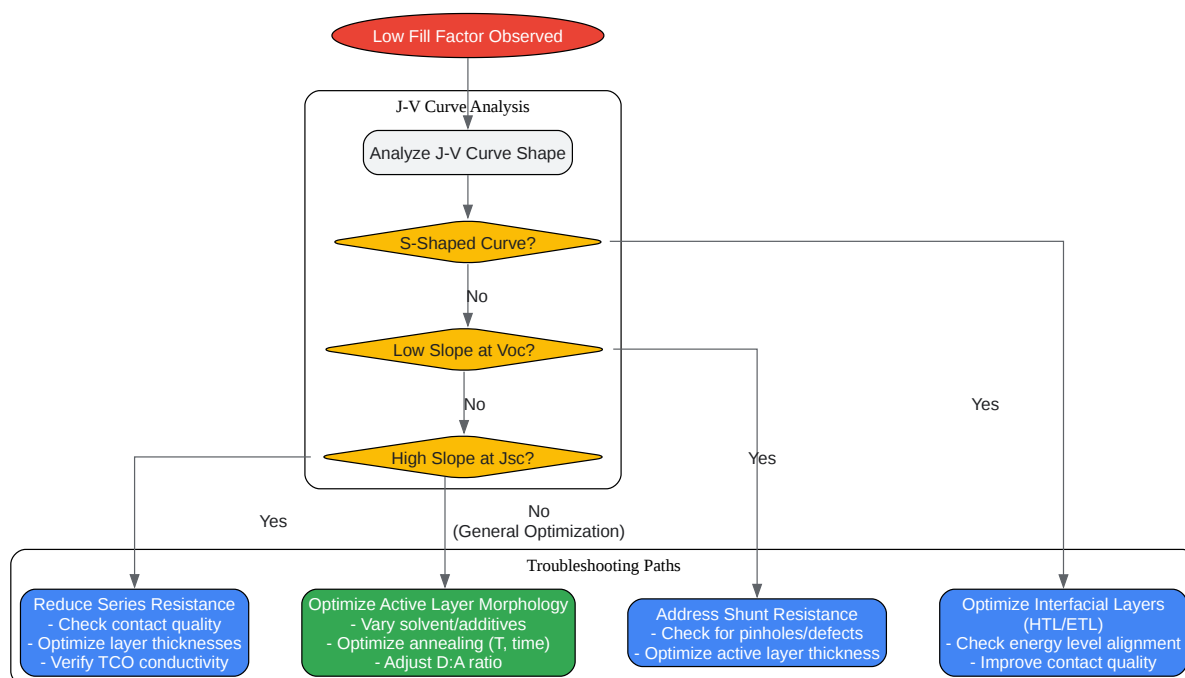 Low Fill Factor Observed
J-V Curve Analysis
Analyze J-V Curve Shape
S-Shaped Curve?
No
Low Slope at Voc?
No
Yes
Yes
High Slope at Jsc?
Yes
No
(General Optimization)
Troubleshooting Paths
Reduce Series Resistance
- Check contact quality
- Optimize layer thicknesses
- Verify TCO conductivity
Optimize Active Layer Morphology
- Vary solvent/additives
- Optimize annealing (T, time)
- Adjust D:A ratio
Address Shunt Resistance
- Check for pinholes/defects
- Optimize active layer thickness
Optimize Interfacial Layers
(HTL/ETL)
- Check energy level alignment
- Improve contact quality